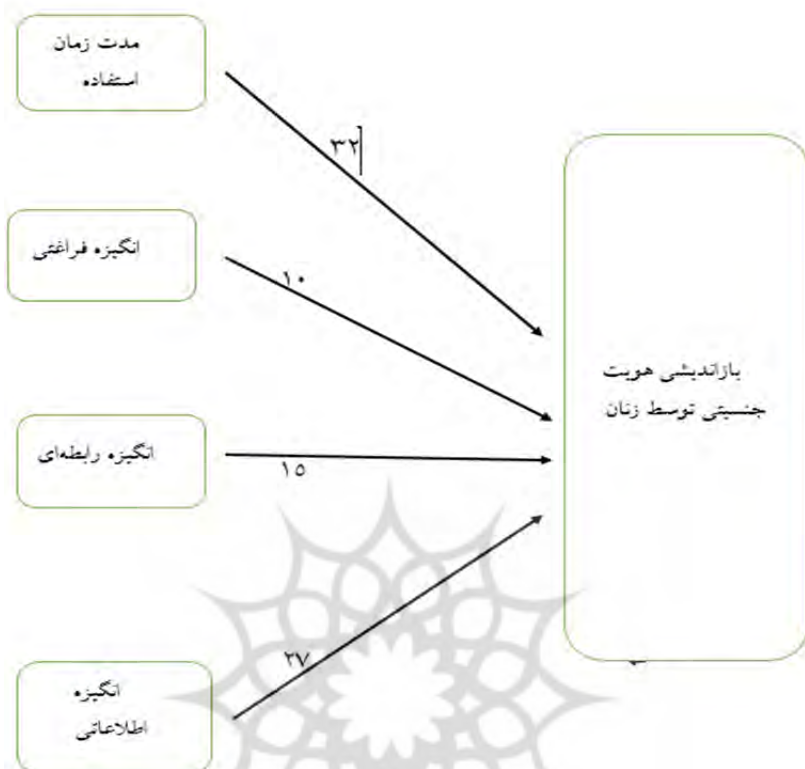 مدت زمان
استفاده
۳۲
انگیزه فراغتی
۱۰
بازاندیشی هویت
جنسیتی توسط زنان
انگیزه رابطه‌ای
۱۵
۲۷
انگیزه
اطلاعاتی